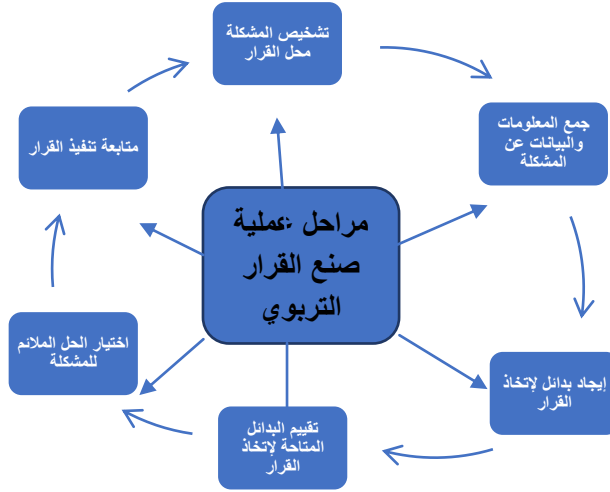 تشخيص المشكلة
محل القرار
جمع المعلومات
والبيانات عن
المشكلة
إيجاد بدائل لإتخاذ
القرار
تقييم البدائل
المتاحة لإتخاذ
القرار
اختيار الحل الملائم
للمشكلة
متابعة تنفيذ القرار
مراحل عملية
صنع القرار
التربوي